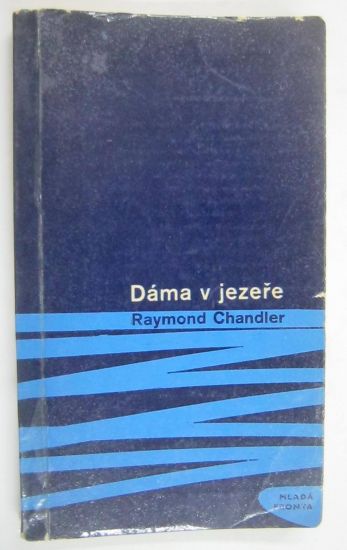 Dáma v jezeře
Raymond Chandler
MLADÁ
FRONTA